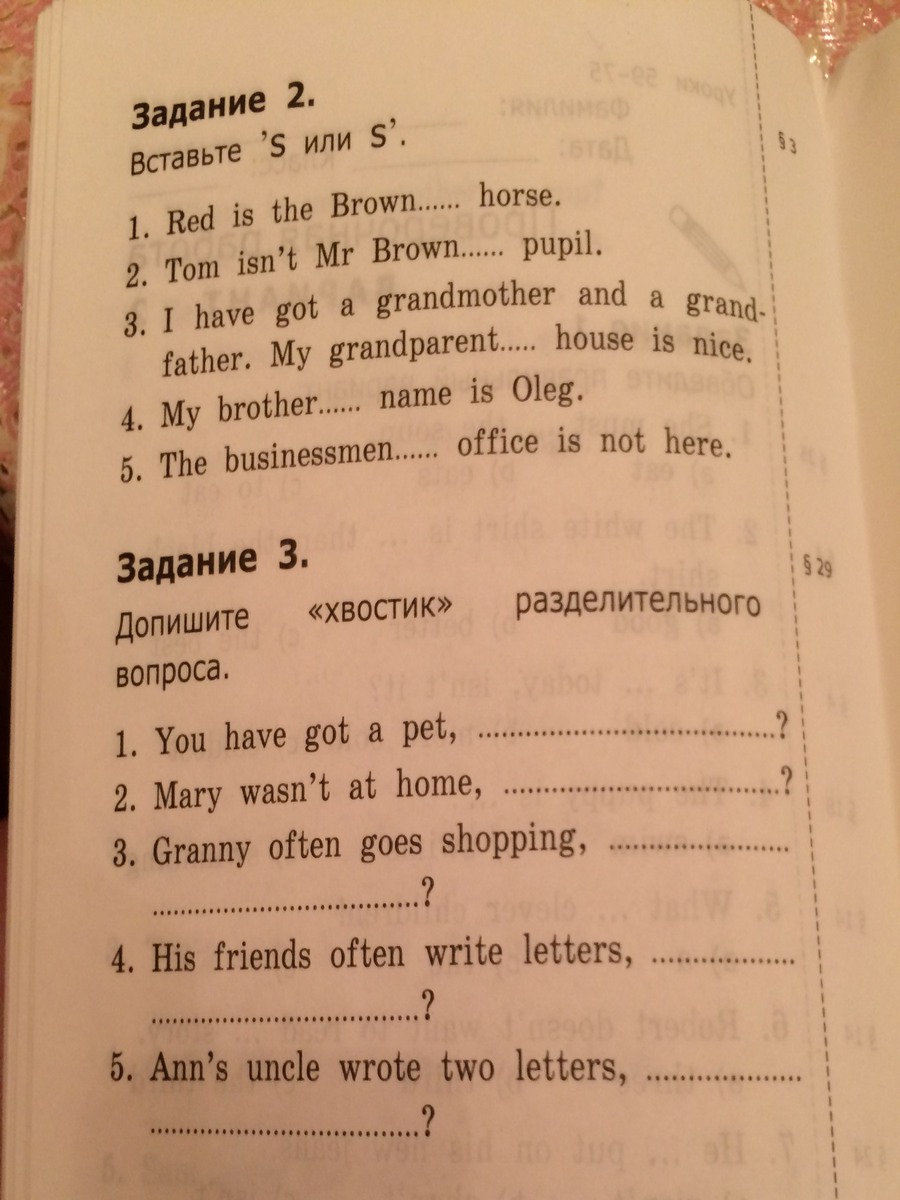 Задание 2.
Вставьте 's или s'.
§ 3
1. Red is the Brown...... horse.
2. Tom isn't Mr Brown...... pupil.
3. I have got a grandmother and a grand-
father. My grandparent..... house is nice.
4. My brother...... name is Oleg.
5. The businessmen...... office is not here.
Задание 3.
§ 29
Допишите «хвостик» разделительного
вопроса.
1. You have got a pet, .....................................?
2. Mary wasn't at home, ..................................?
3. Granny often goes shopping, ......................
.................................?
4. His friends often write letters, .................
.................................?
5. Ann's uncle wrote two letters, ...................
.................................?